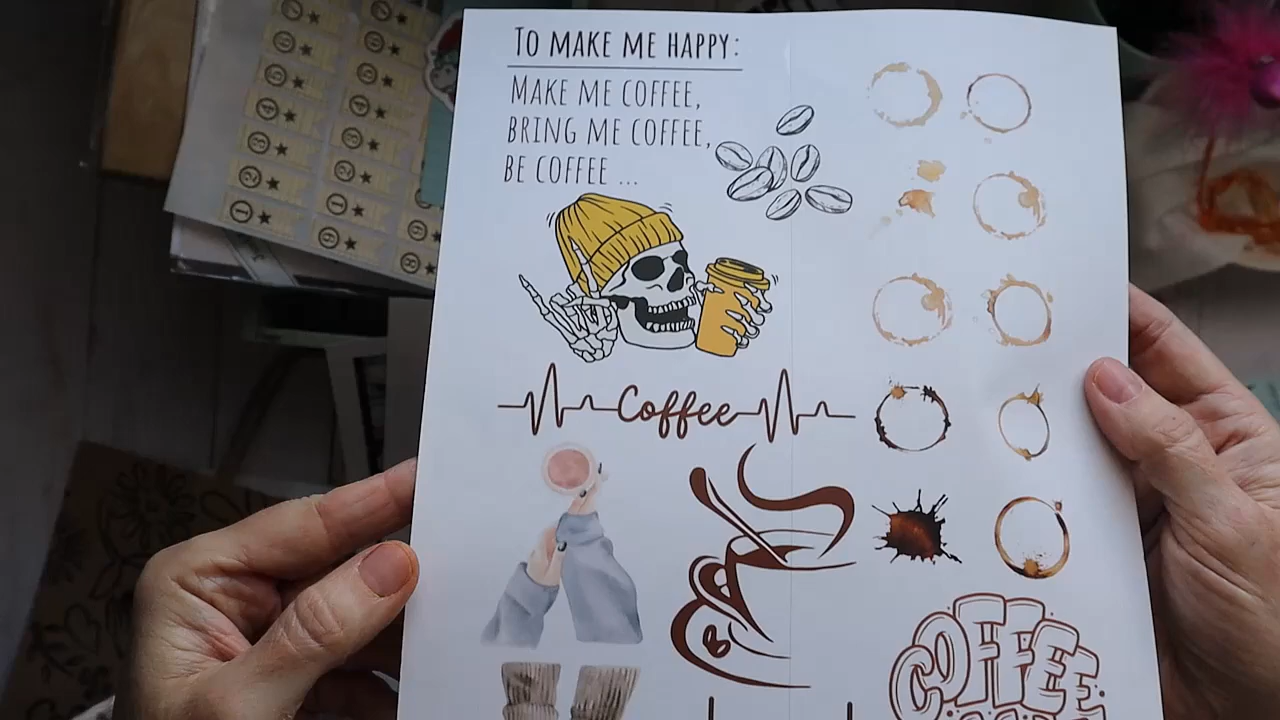 TO MAKE ME HAPPY:
MAKE ME COFFEE,
BRING ME COFFEE,
BE COFFEE ...
Coffee
COFFEE